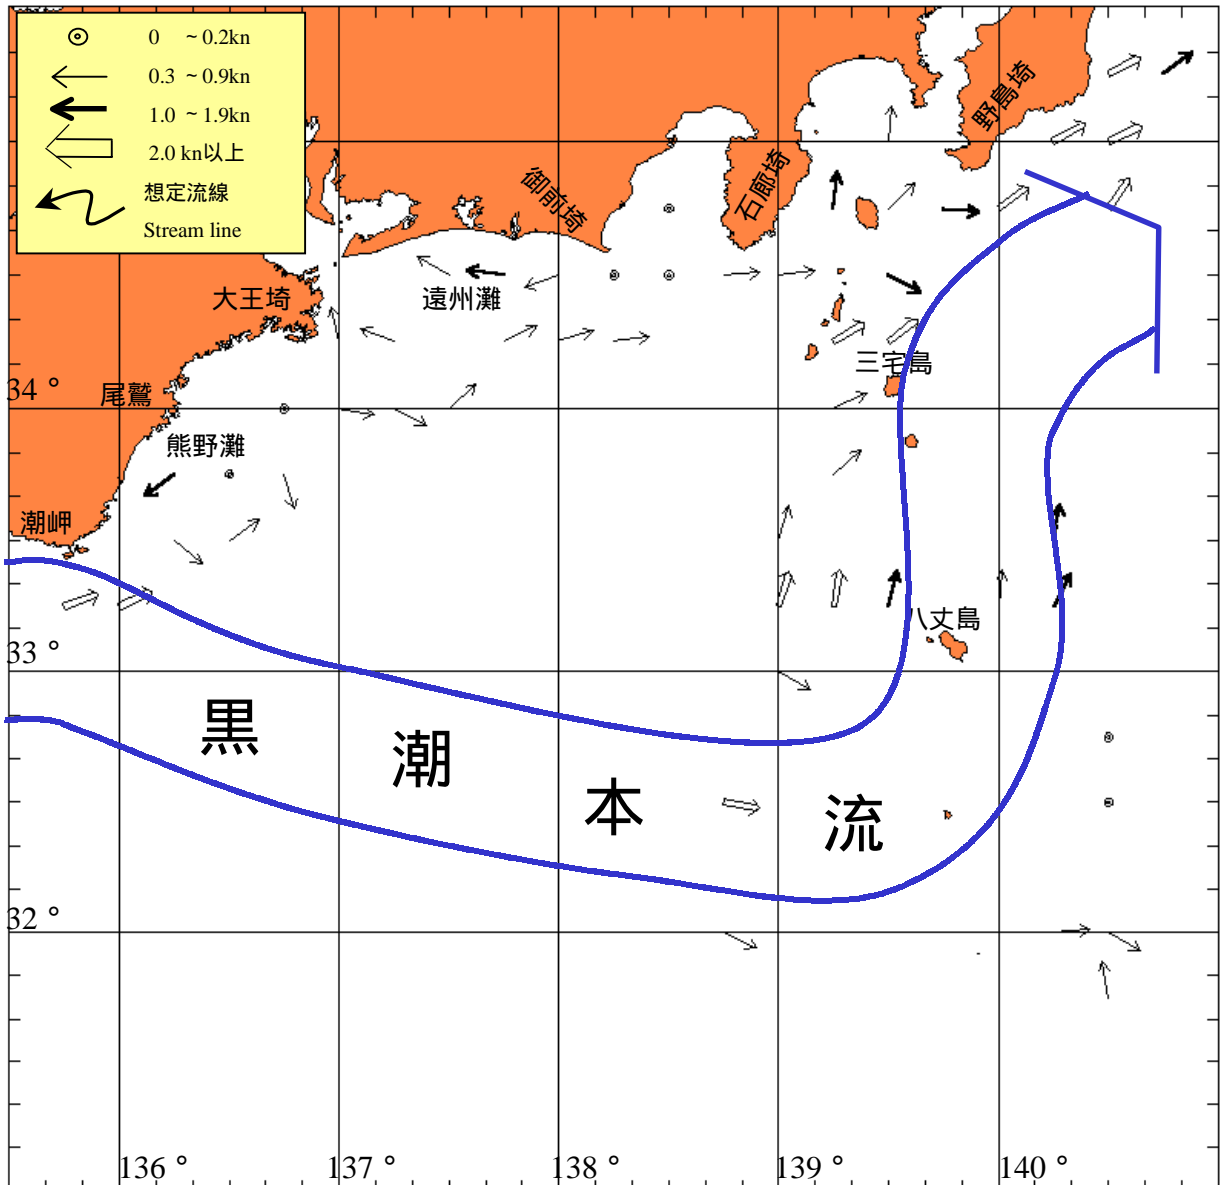 0 ~0.2kn
0.3 ~0.9kn
1.0 ~1.9kn
2.0 kn以上
想定流線
Stream line
野島埼
石廊埼
御前埼
大王埼
遠州灘
三宅島
34°
尾鷲
熊野灘
潮岬
八丈島
33°
黒潮本流
32°
136°
137°
138°
139°
140°